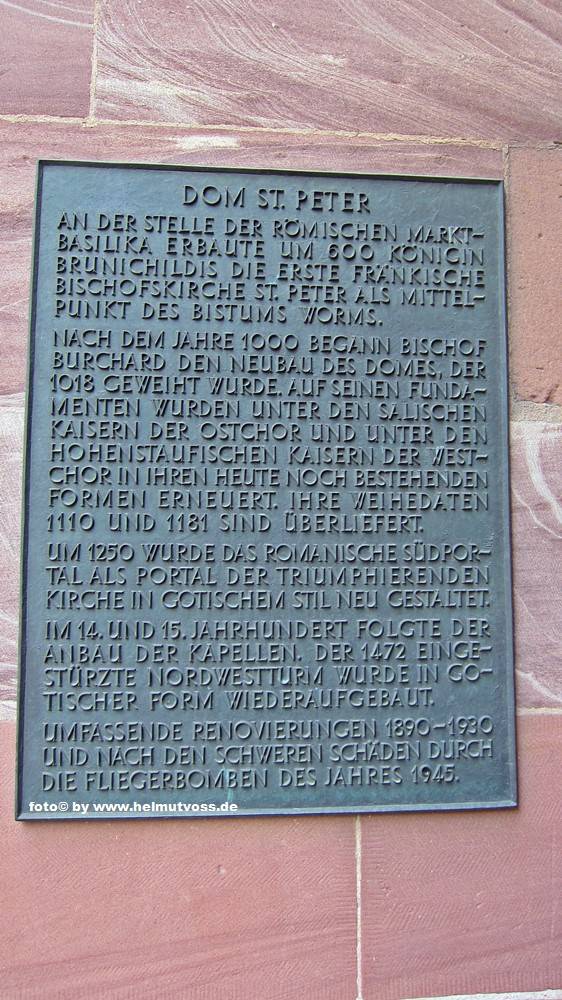 DOM ST. PETER
AN DER STELLE DER RÖMISCHEN MARKT-
BASILIKA ERBAUTE UM 600 KÖNIGIN
BRUNICHILDIS DIE ERSTE FRÄNKISCHE
BISCHOFSKIRCHE ST. PETER ALS MITTEL-
PUNKT DES BISTUMS WORMS.
NACH DEM JAHRE 1000 BEGANN BISCHOF
BURCHARD DEN NEUBAU DES DOMES, DER
1018 GEWEIHT WURDE. AUF SEINEN FUNDA-
MENTEN WURDEN UNTER DEN SALISCHEN
KAISERN DER OSTCHOR UND UNTER DEN
HOHENSTAUFISCHEN KAISERN DER WEST-
CHOR IN IHREN HEUTE NOCH BESTEHENDEN
FORMEN ERNEUERT. IHRE WEIHEDATEN
1110 UND 1181 SIND ÜBERLIEFERT.
UM 1250 WURDE DAS ROMANISCHE SÜDPOR-
TAL ALS PORTAL DER TRIUMPHIERENDEN
KIRCHE IN GOTISCHEM STIL NEU GESTALTET.
IM 14. UND 15. JAHRHUNDERT FOLGTE DER
ANBAU DER KAPELLEN. DER 1472 EINGE-
STÜRZTE NORDWESTTURM WURDE IN GO-
TISCHER FORM WIEDERAUFGEBAUT.
UMFASSENDE RENOVIERUNGEN 1890-1930
UND NACH DEN SCHWEREN SCHÄDEN DURCH
DIE FLIEGERBOMBEN DES JAHRES 1945.
foto© by www.helmutvoss.de